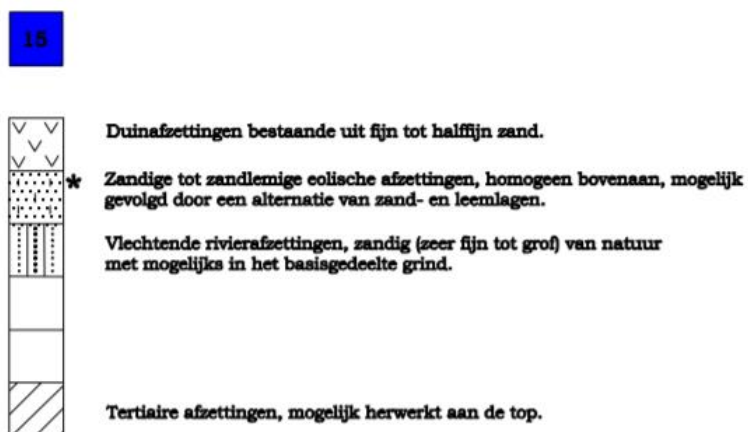 15
Duinafzettingen bestaande uit fijn tot halffijn zand.
* Zandige tot zandlemige eolische afzettingen, homogeen bovenaan, mogelijk
gevolgd door een alternatie van zand- en leemlagen.
Vlechtende rivierafzettingen, zandig (zeer fijn tot grof) van natuur
met mogelijks in het basisgedeelte grind.
Tertiaire afzettingen, mogelijk herwerkt aan de top.